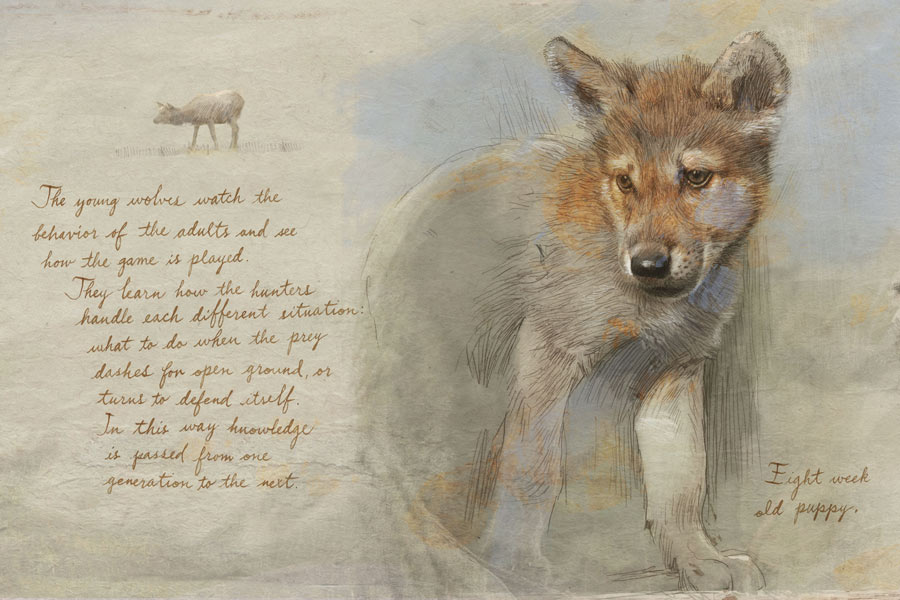 The young wolves watch the
behavior of the adults and see
how the game is played.
They learn how the hunters
handle each different situation:
what to do when the prey
dashes for open ground, or
turns to defend itself.
In this way knowledge
is passed from one
generation to the next.
Eight week
old puppy.